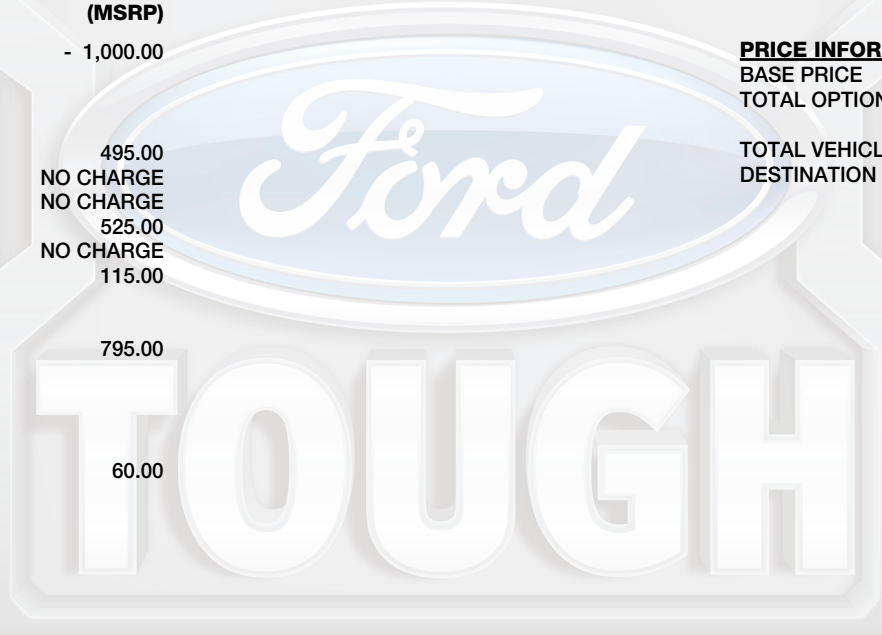 (MSRP)
- 1,000.00
495.00
NO CHARGE
NO CHARGE
525.00
NO CHARGE
115.00
795.00
60.00
PRICE INFOR
BASE PRICE
TOTAL OPTION
TOTAL VEHICL
DESTINATION
Ford
TOUGH